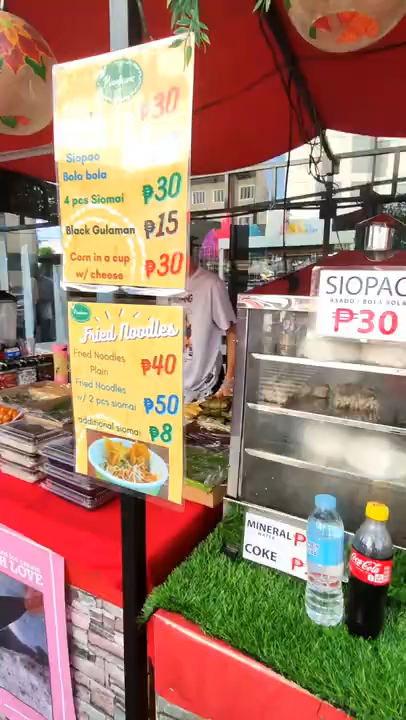 ₱30
Siopao
Bola bola
4 pcs Siomai ₱30
Black Gulaman ₱15
Corn in a cup
w/ cheese ₱30
Fried Noodles
Fried Noodles
Plain ₱40
Fried Noodles
w/ 2 pcs siomai ₱50
additional siomai ₱8
SIOPAO
ASADO / BOLA BOLA
₱30
MINERAL
WATER
COKE
Coca-Cola
LOVE